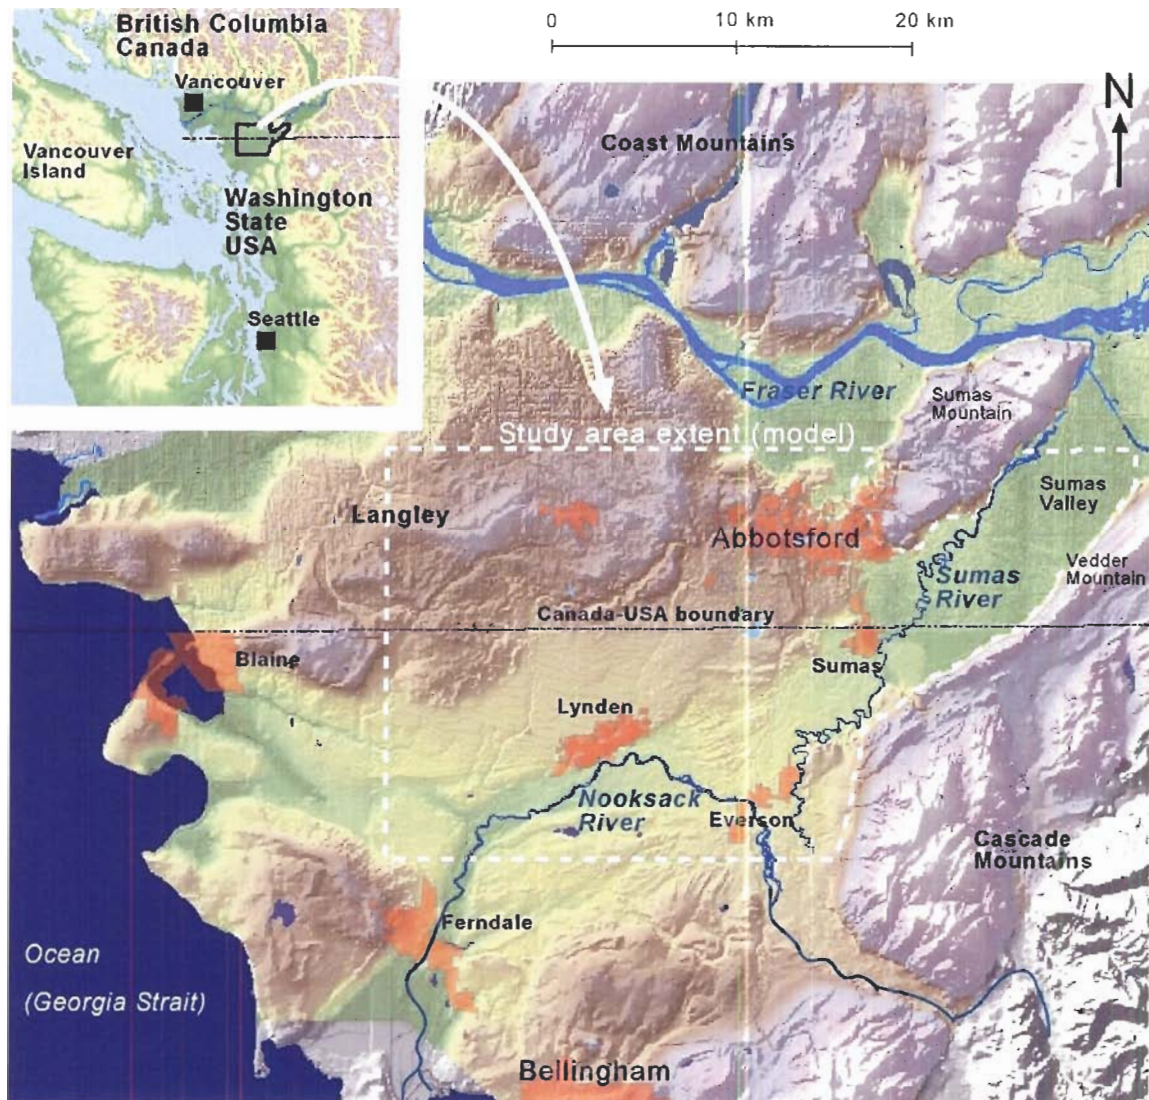 British Columbia
Canada
Vancouver
Vancouver
Island
Washington
State
USA
Seattle
0 10 km 20 km
N
Coast Mountains
Fraser River
Sumas
Mountain
Study area extent (model)
Sumas
Valley
Langley
Abbotsford
Vedder
Mountain
Sumas
River
Canada-USA boundary
Blaine
Sumas
Lynden
Nooksack
River
Everson
Cascade
Mountains
Ferndale
Ocean
(Georgia Strait)
Bellingham